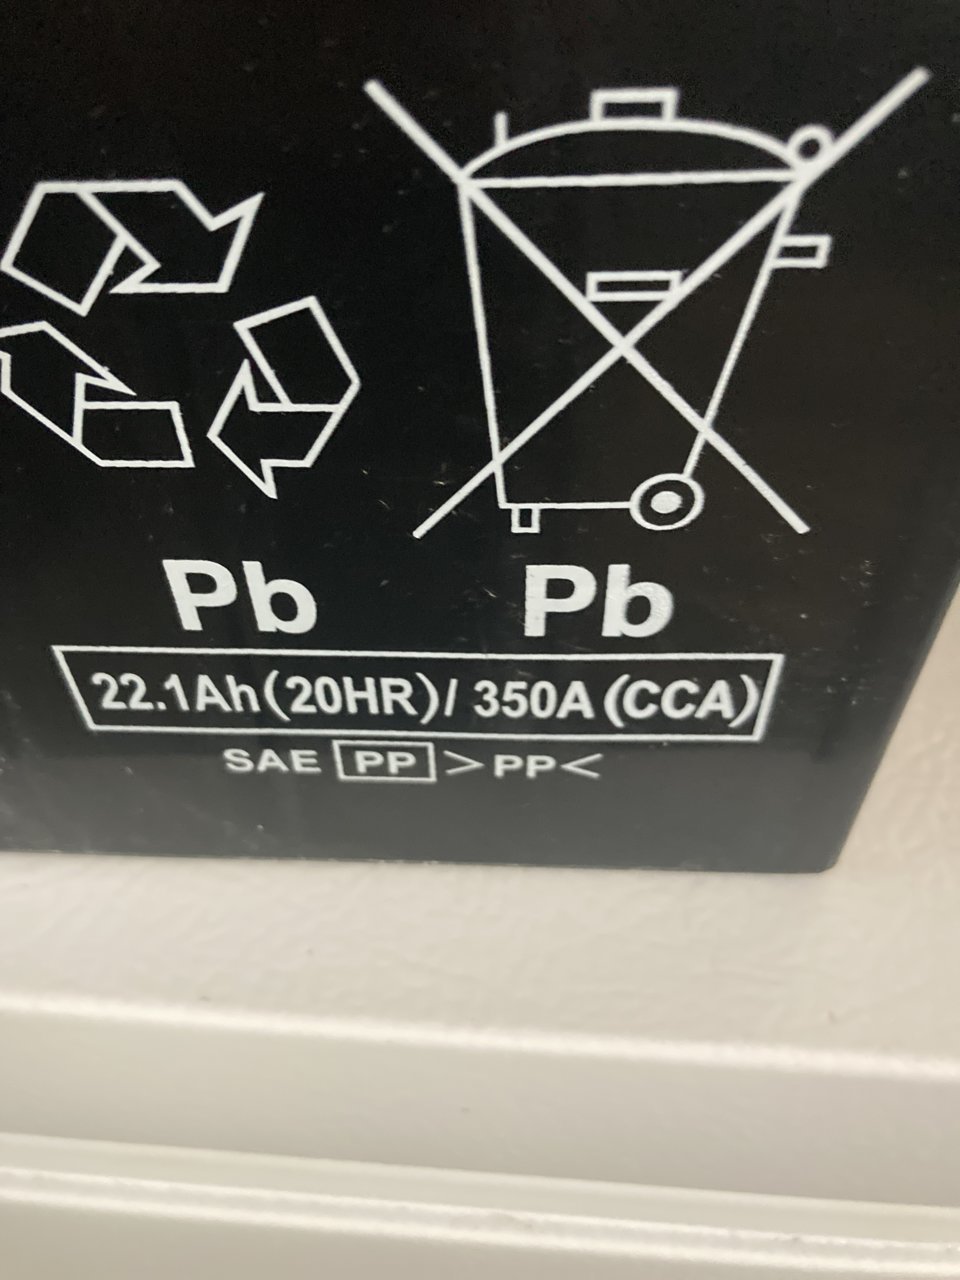 Pb Pb
22.1Ah(20HR)/ 350A(CCA)
SAE PP >PP<